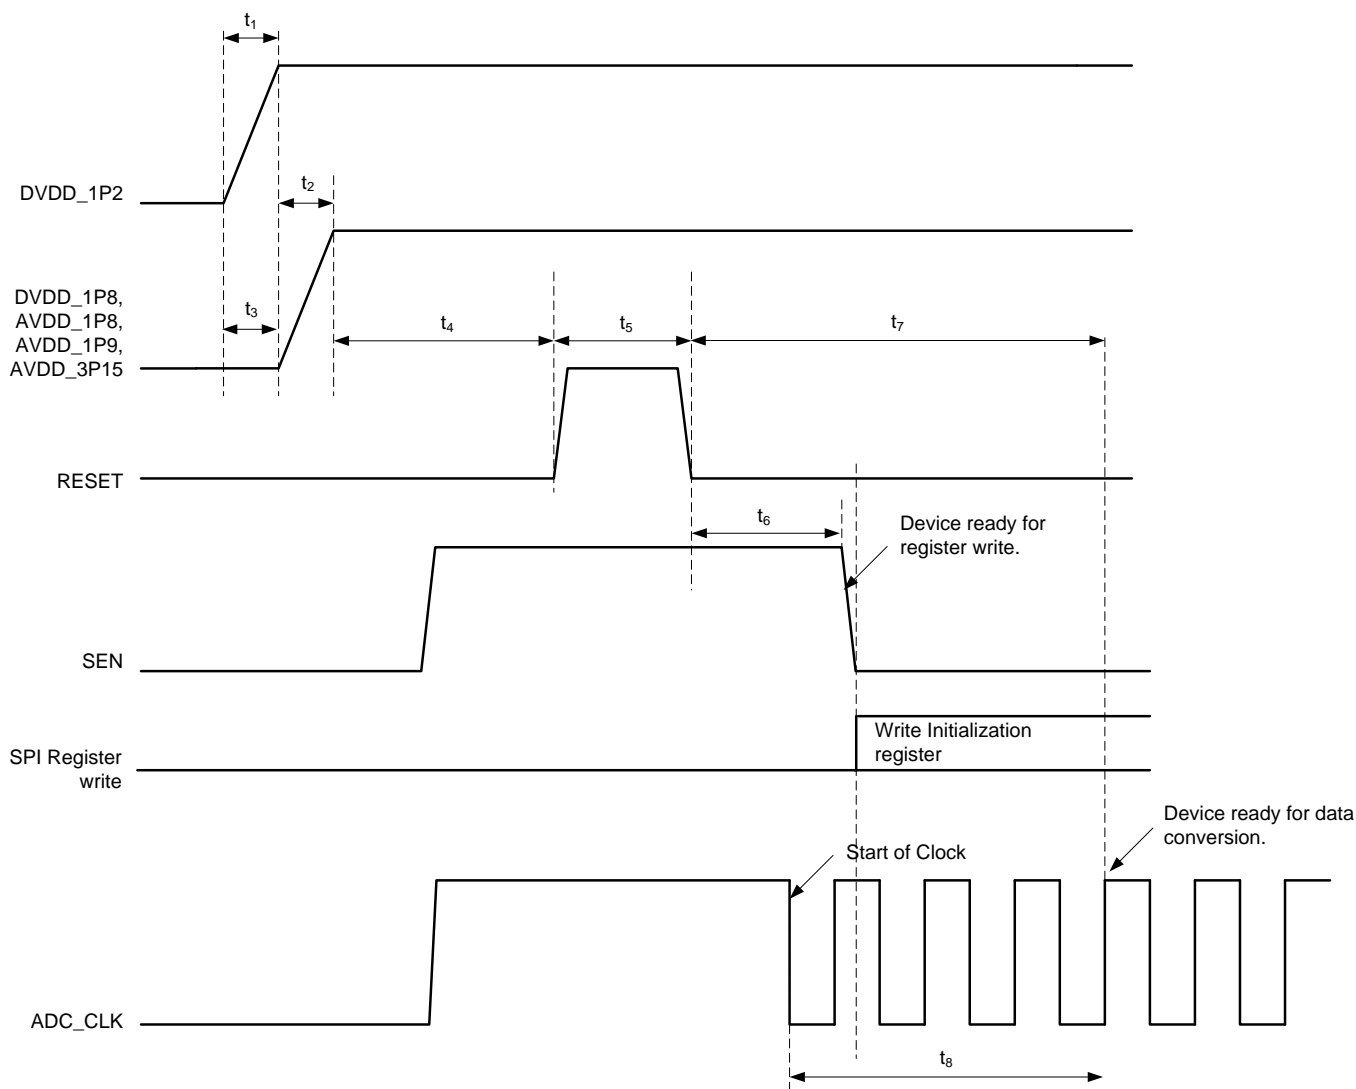 t1
DVDD_1P2
t2
DVDD_1P8,
AVDD_1P8,
AVDD_1P9,
AVDD_3P15
t3
t4
t5
t7
RESET
t6
Device ready for
register write.
SEN
SPI Register
write
Write Initialization
register
Device ready for data
conversion.
Start of Clock
ADC_CLK
t8